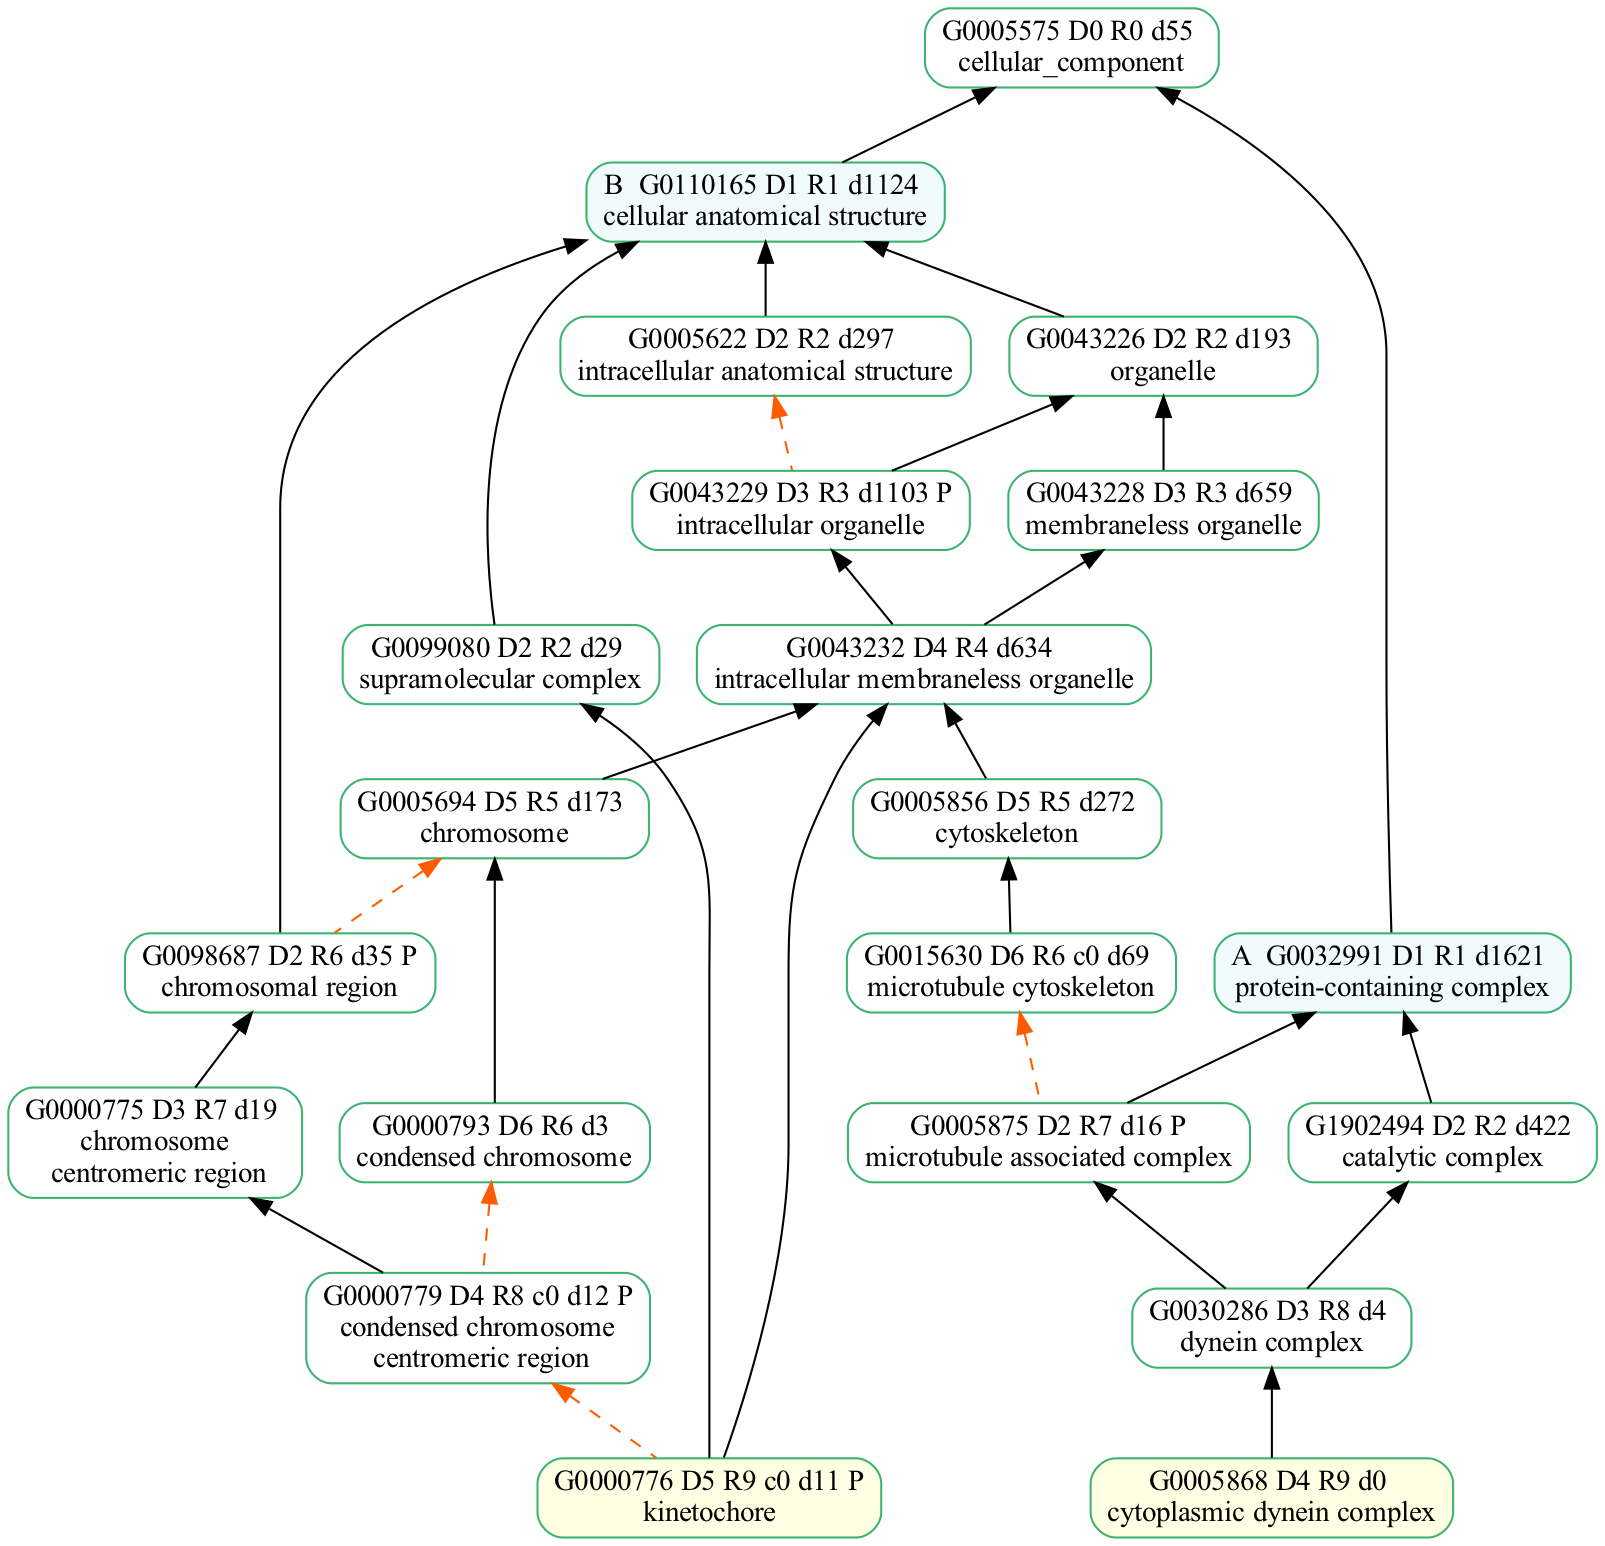 G0005575 D0 R0 d55
cellular_component
B G0110165 D1 R1 d1124
cellular anatomical structure
G0005622 D2 R2 d297
intracellular anatomical structure
G0043226 D2 R2 d193
organelle
G0043229 D3 R3 d1103 P
intracellular organelle
G0043228 D3 R3 d659
membraneless organelle
G0099080 D2 R2 d29
supramolecular complex
G0043232 D4 R4 d634
intracellular membraneless organelle
G0005694 D5 R5 d173
chromosome
G0005856 D5 R5 d272
cytoskeleton
G0098687 D2 R6 d35 P
chromosomal region
G0015630 D6 R6 c0 d69
microtubule cytoskeleton
A G0032991 D1 R1 d1621
protein-containing complex
G0000775 D3 R7 d19
chromosome
centromeric region
G0000793 D6 R6 d3
condensed chromosome
G0005875 D2 R7 d16 P
microtubule associated complex
G1902494 D2 R2 d422
catalytic complex
G0000779 D4 R8 c0 d12 P
condensed chromosome
centromeric region
G0030286 D3 R8 d4
dynein complex
G0000776 D5 R9 c0 d11 P
kinetochore
G0005868 D4 R9 d0
cytoplasmic dynein complex